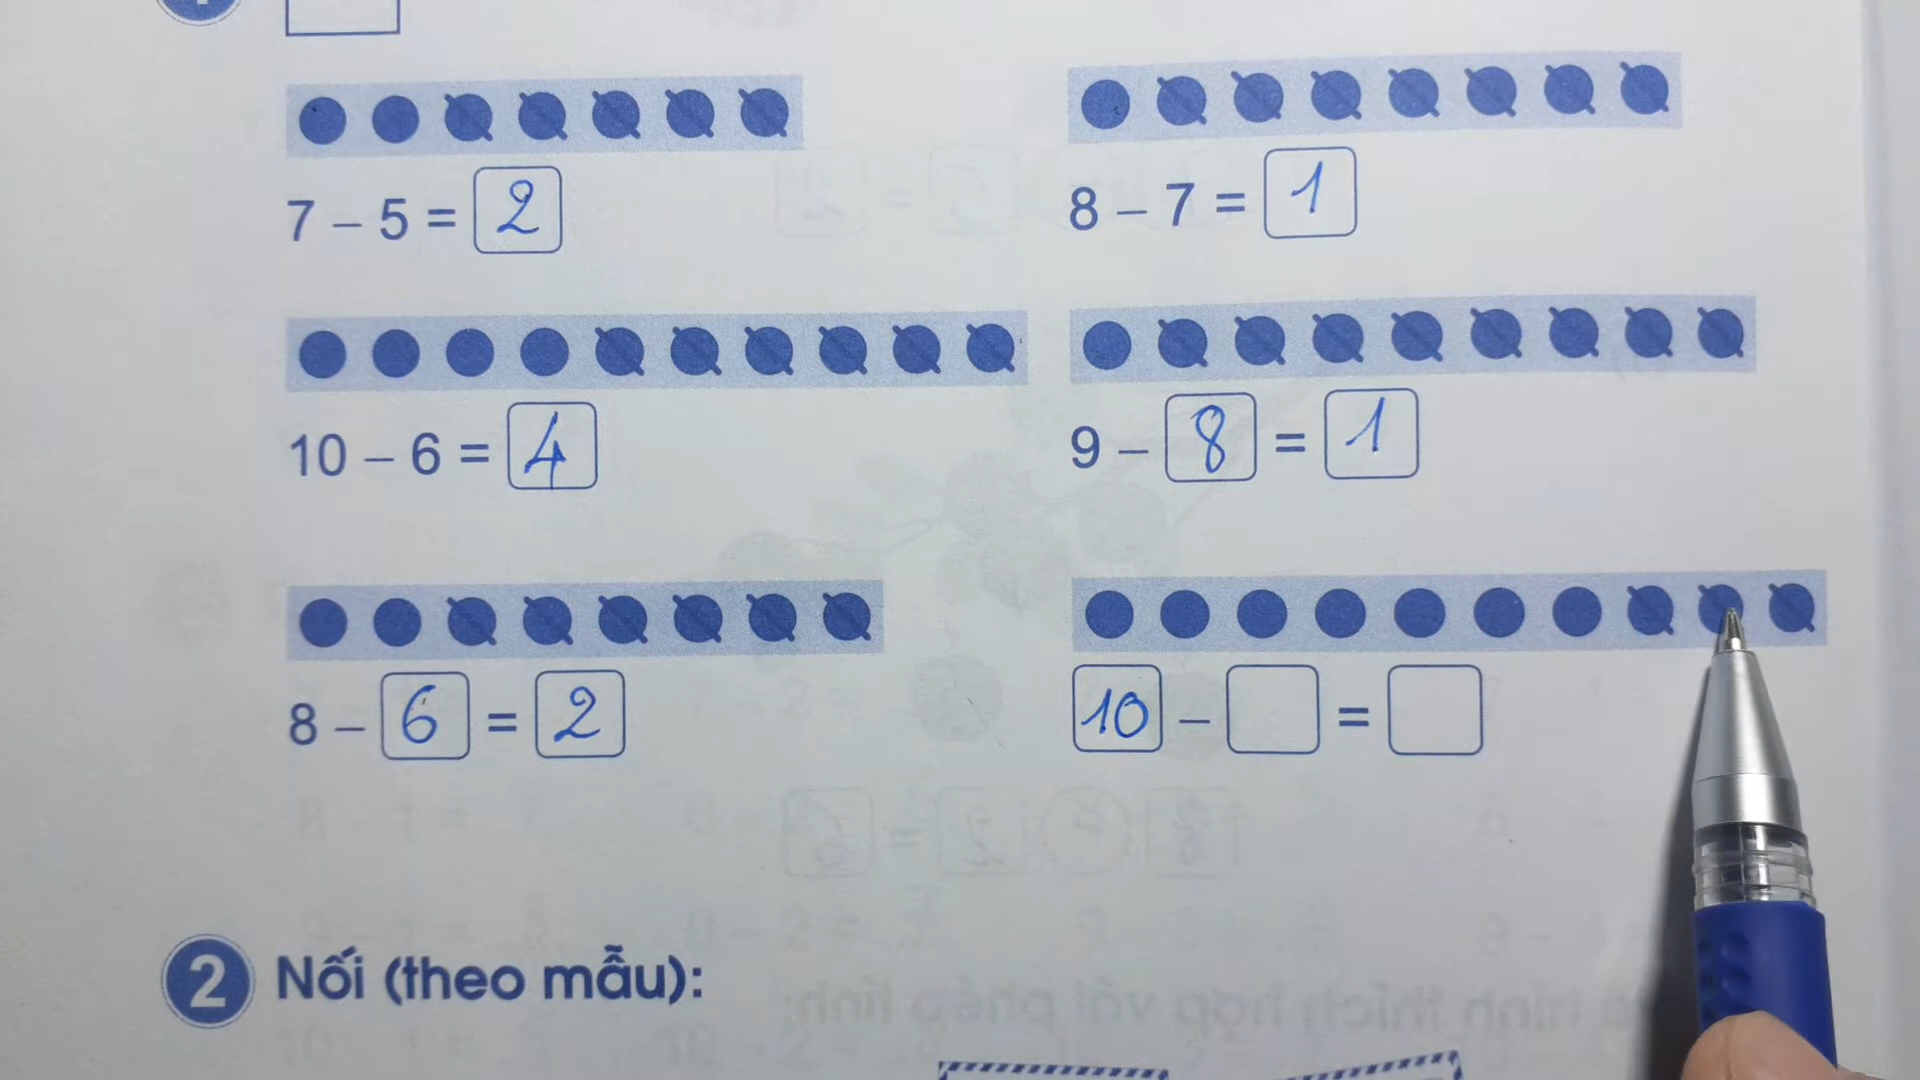 7 – 5 = 2
8 – 7 = 1
10 – 6 = 4
9 – 8 = 1
8 – 6 = 2
10 – =
2 Nối (theo mẫu):